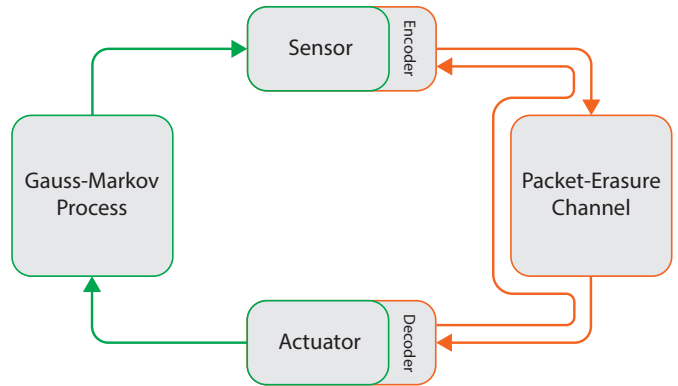 Sensor
Encoder
Gauss-Markov
Process
Packet-Erasure
Channel
Actuator
Decoder